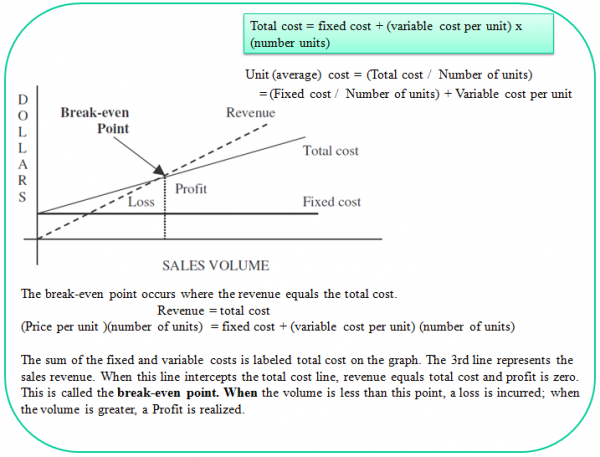 Total cost = fixed cost + (variable cost per unit) x
(number units)
Unit (average) cost = (Total cost / Number of units)
=(Fixed cost / Number of units) + Variable cost per unit
DOLLARS
Break-even
Point
Revenue
Total cost
Profit
Loss
Fixed cost
SALES VOLUME
The break-even point occurs where the revenue equals the total cost.
Revenue = total cost
(Price per unit )(number of units) = fixed cost + (variable cost per unit) (number of units)
The sum of the fixed and variable costs is labeled total cost on the graph. The 3rd line represents the
sales revenue. When this line intercepts the total cost line, revenue equals total cost and profit is zero.
This is called the break-even point. When the volume is less than this point, a loss is incurred; when
the volume is greater, a Profit is realized.